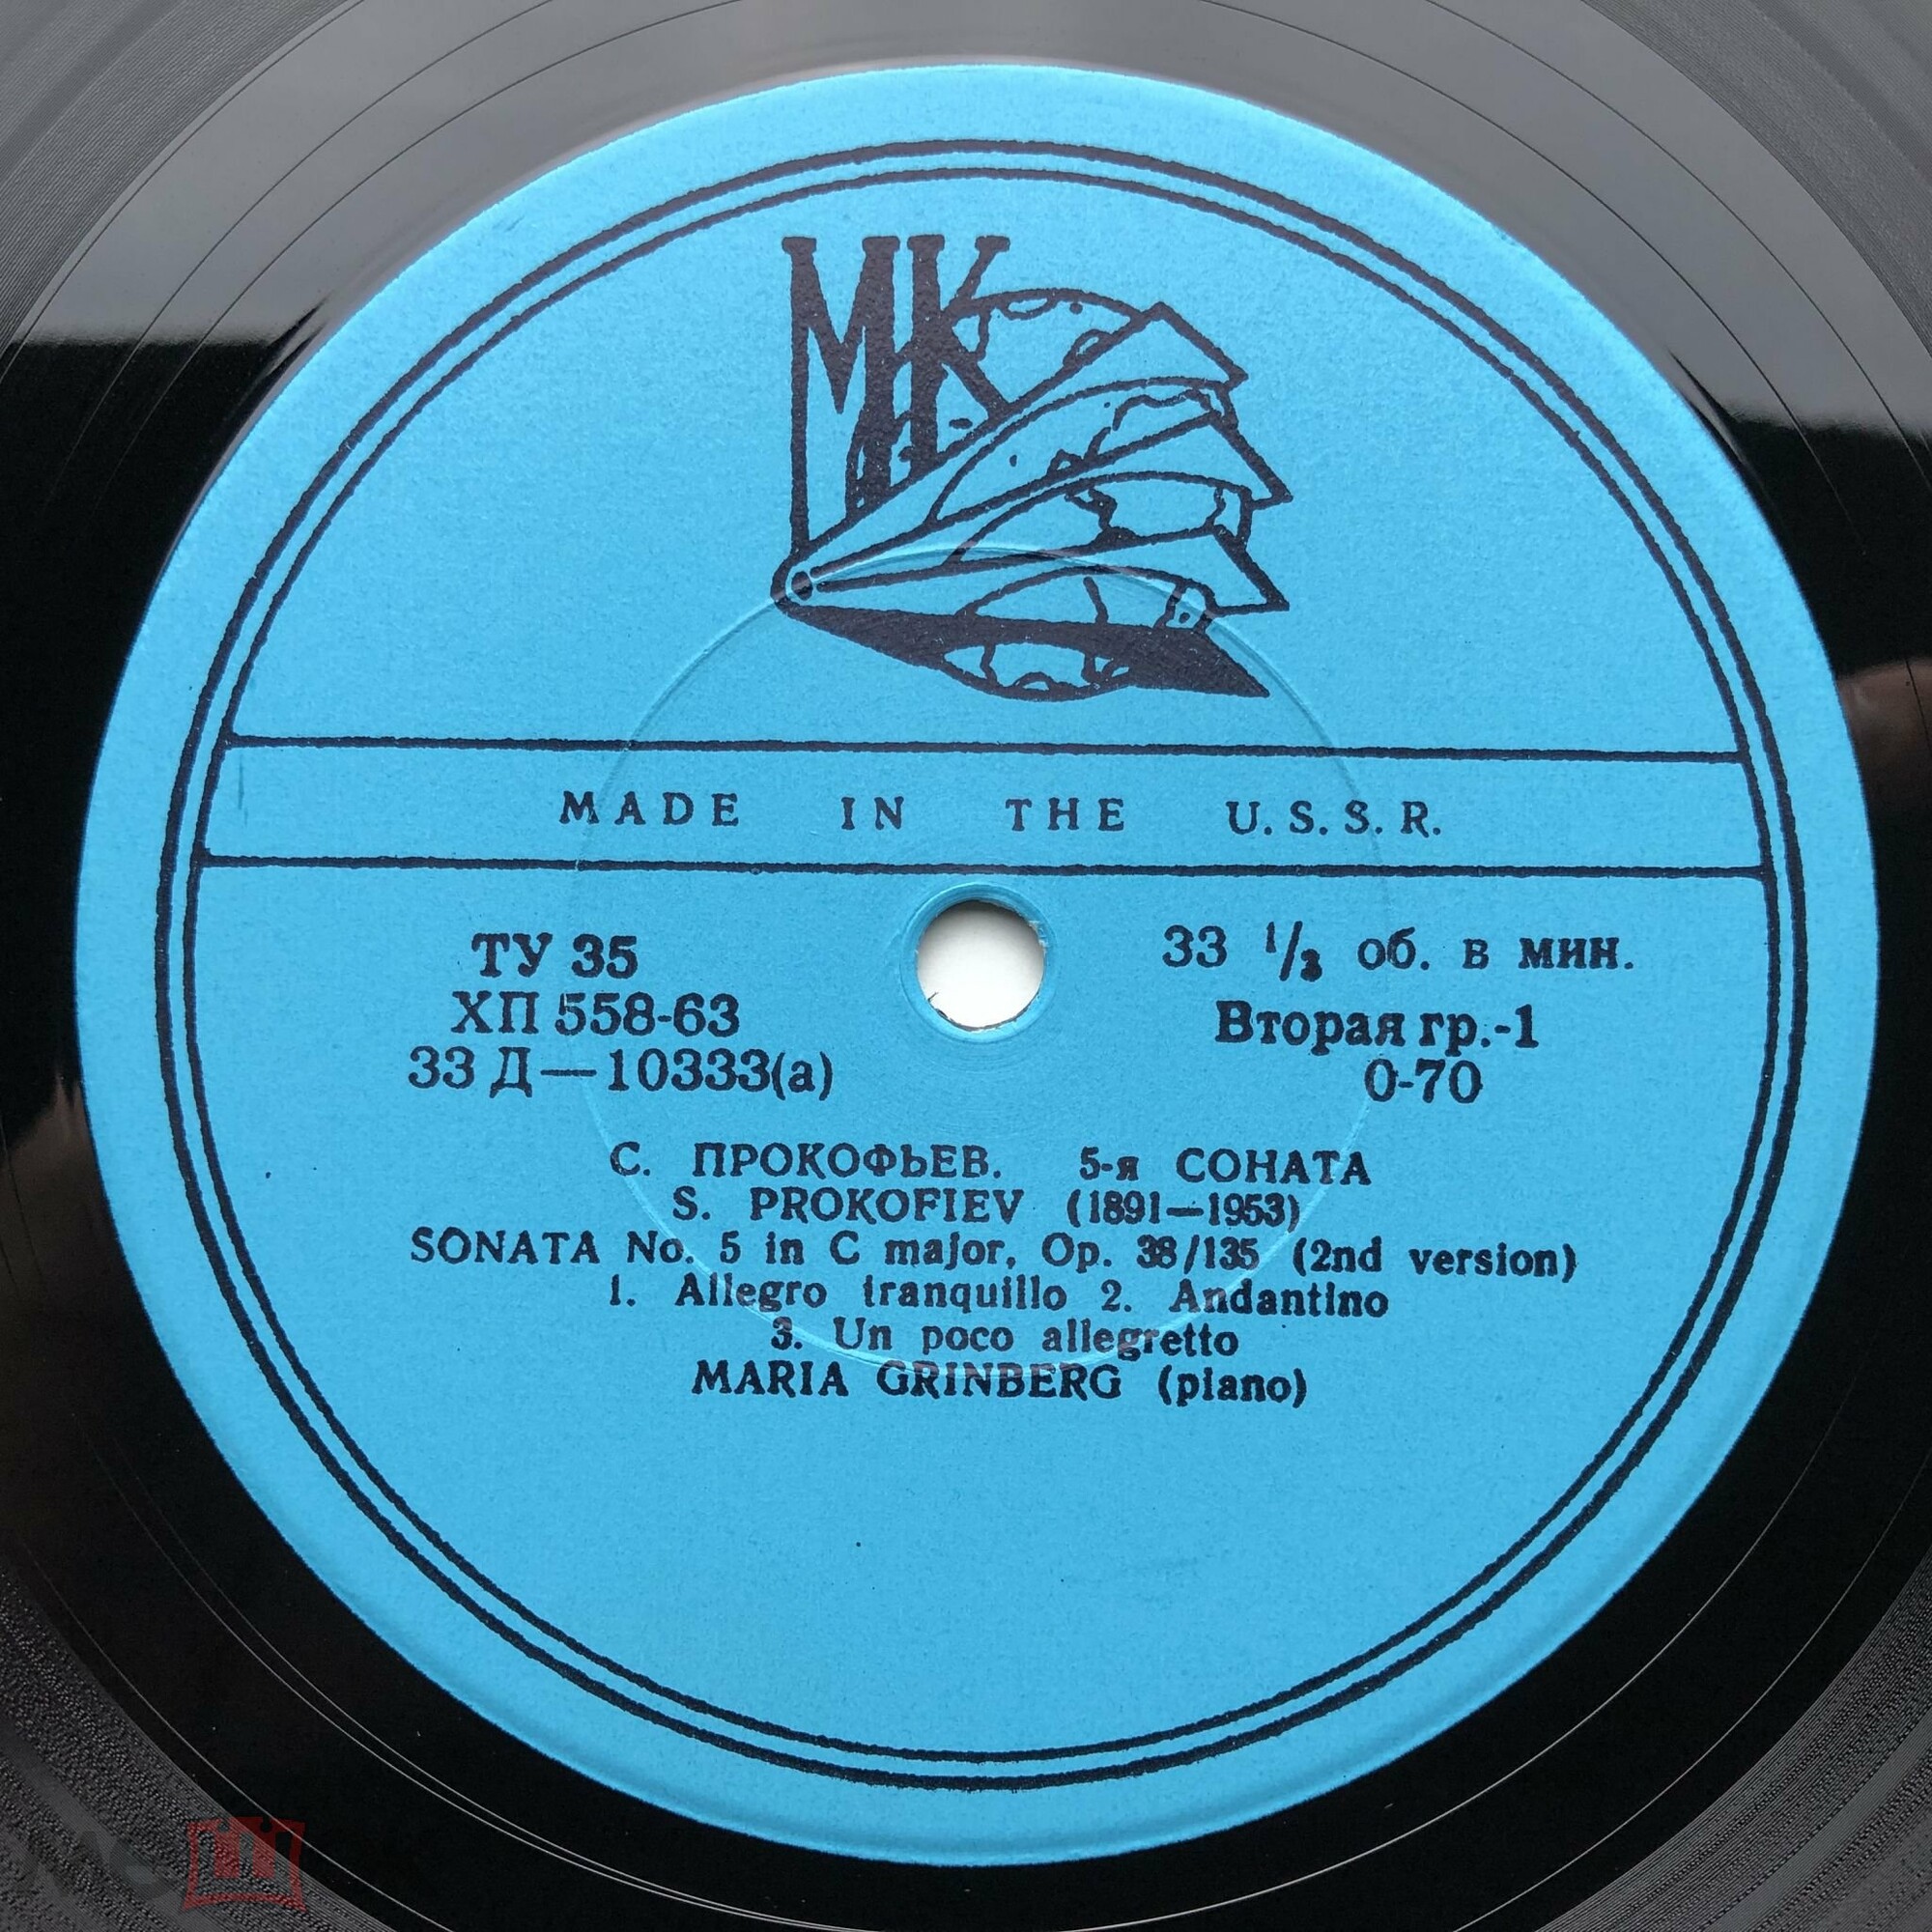 МК
MADE IN THE U.S.S.R.
ТУ 35
ХП 558-63
33 Д—10333(а)
33 1/3 об. в мин.
Вторая гр.-1
0-70
С. ПРОКОФЬЕВ. 5-я СОНАТА
S. PROKOFIEV (1891—1953)
SONATA No. 5 in C major, Op. 38/135 (2nd version)
1. Allegro tranquillo 2. Andantino
3. Un poco allegretto
MARIA GRINBERG (piano)